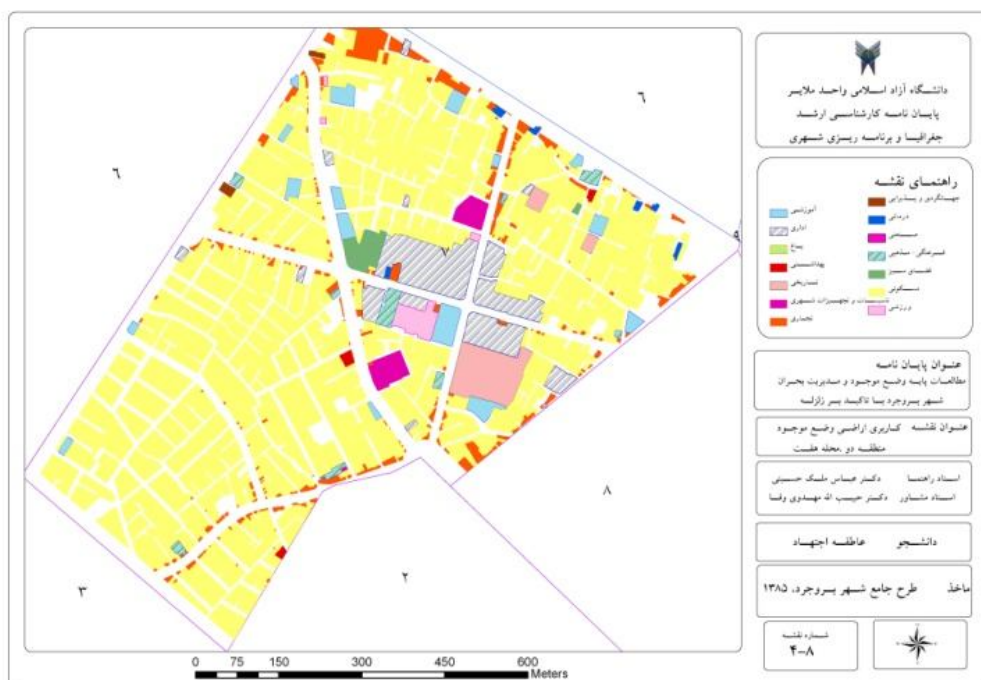 دانشگاه آزاد اسلامی واحد ملایر
پایان نامه کارشناسی ارشد
جغرافیا و برنامه ریزی شهری
راهنمای نقشه
جهانگردی و پذیرایی
درمانی
صنعتی
فرهنگی - مذهبی
فضای سبز
مسکونی
ورزشی
آموزشی
اداری
باغ
بهداشتی
تاریخی
تاسیسات و تجهیزات شهری
تجاری
عنوان پایان نامه
مطالعات پایه وضع موجود و مدیریت بحران
شهر بروجرد با تاکید بر زلزله
عنوان نقشه کاربری اراضی وضع موجود
منطقه دو ,محله هفت
استاد راهنما دکتر عباس ملک حسینی
استاد مشاور دکتر حبیب الله مهدوی وفا
دانشجو عاطفه اجتهاد
ماخذ طرح جامع شهر بروجرد، ۱۳۸۵
شماره نقشه
۴-۸
۶
۶
۷
۸
۲
۳
0 75 150 300 450 600
Meters